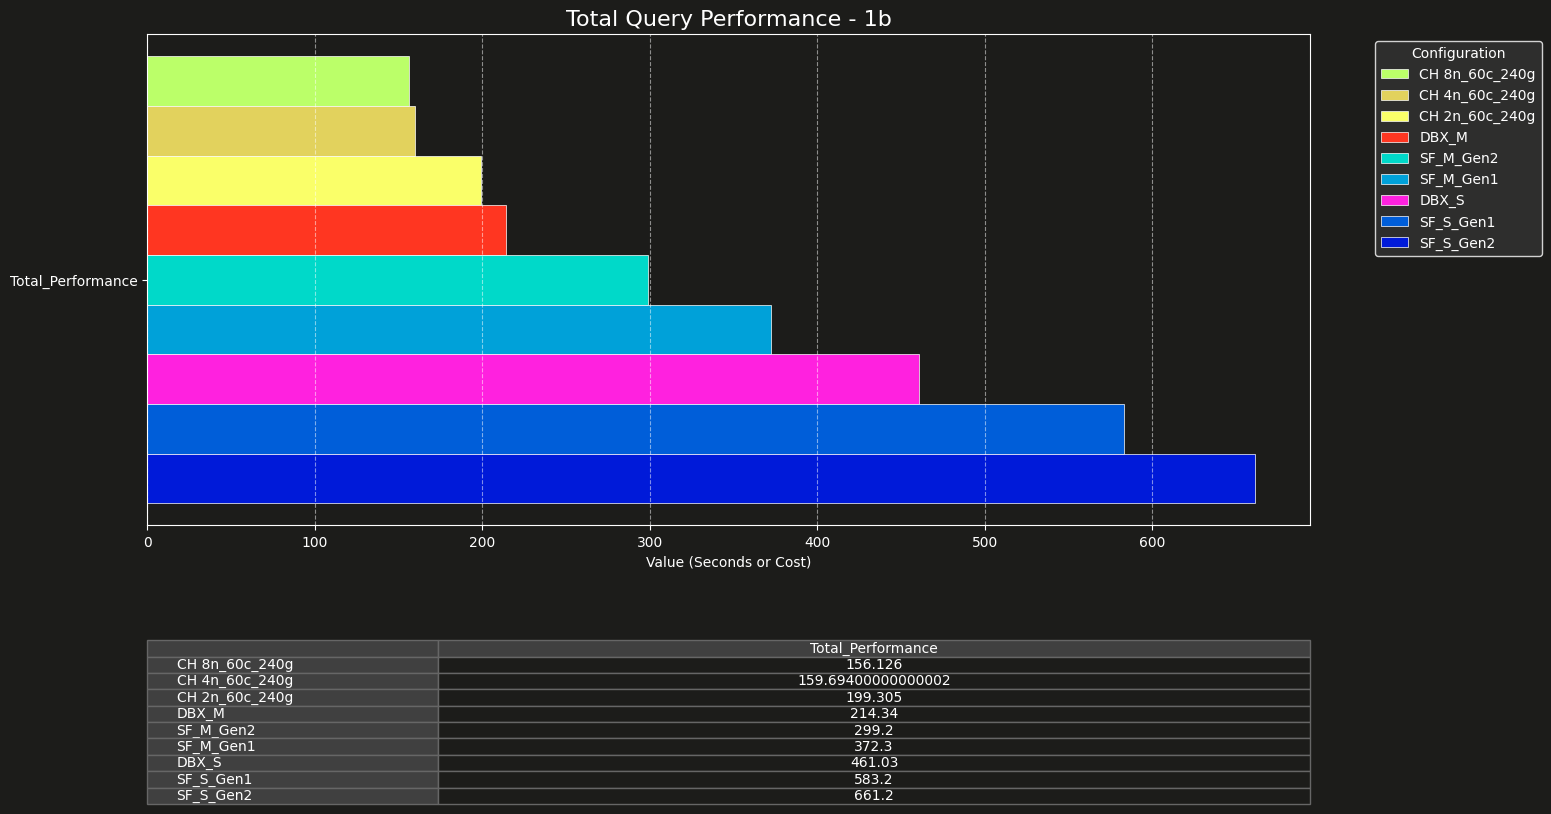 Total Query Performance - 1b
Total_Performance
0 100 200 300 400 500 600
Value (Seconds or Cost)
Configuration
CH 8n_60c_240g
CH 4n_60c_240g
CH 2n_60c_240g
DBX_M
SF_M_Gen2
SF_M_Gen1
DBX_S
SF_S_Gen1
SF_S_Gen2
Total_Performance
CH 8n_60c_240g 156.126
CH 4n_60c_240g 159.69400000000002
CH 2n_60c_240g 199.305
DBX_M 214.34
SF_M_Gen2 299.2
SF_M_Gen1 372.3
DBX_S 461.03
SF_S_Gen1 583.2
SF_S_Gen2 661.2